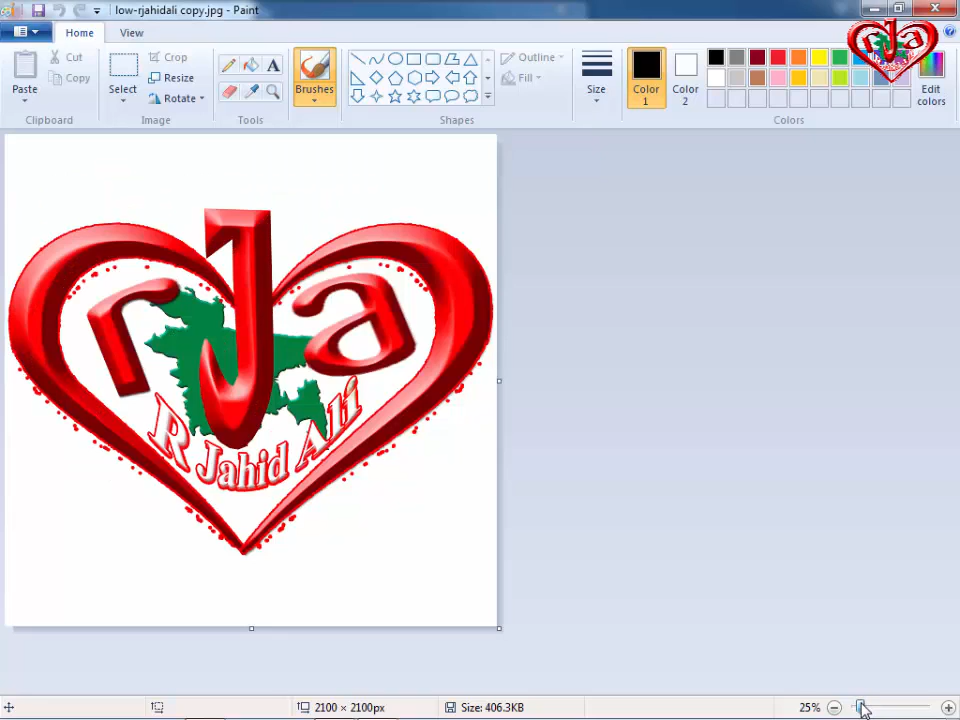 low-rjahidali copy.jpg - Paint
Home
View
Paste
Cut
Copy
Clipboard
Select
Crop
Resize
Rotate
Image
A
Tools
Brushes
Outline
Fill
Shapes
Size
Color 1
Color 2
Edit colors
Colors
rJa
rJa
R Jahid Ali
2100 × 2100px
Size: 406.3KB
25%